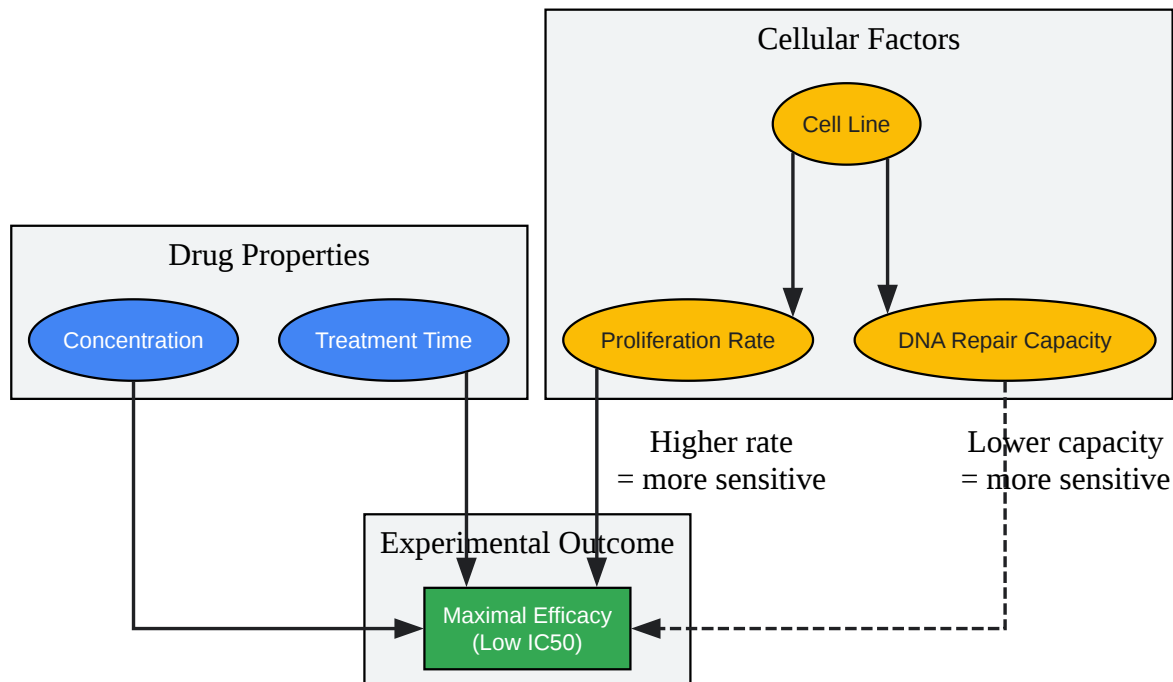 Cellular Factors
Cell Line
Drug Properties
Concentration
Treatment Time
Proliferation Rate
DNA Repair Capacity
Higher rate
= more sensitive
Lower capacity
= more sensitive
Experimental Outcome
Maximal Efficacy
(Low IC50)